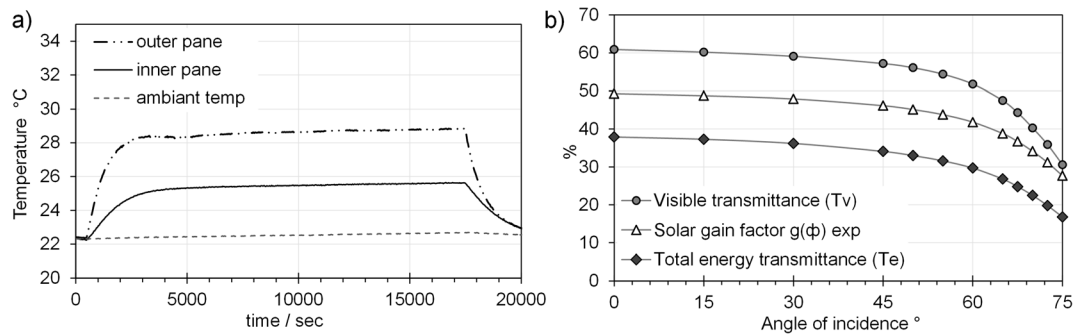 a)
34
32
30
28
26
24
22
20
Temperature °C
outer pane
inner pane
ambiant temp
0 5000 10000 15000 20000
time / sec
b)
70
60
50
40
30
20
10
0
%
Visible transmittance (Tv)
Solar gain factor g(ф) exp
Total energy transmittance (Te)
0 15 30 45 60 75
Angle of incidence °